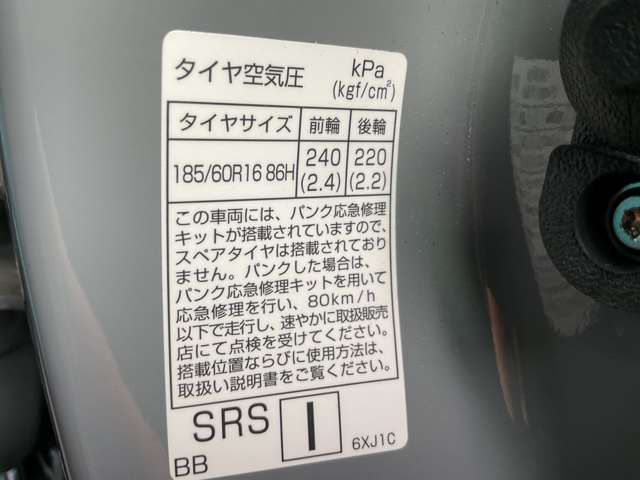 タイヤ空気圧 kPa
(kgf/cm²)
タイヤサイズ 前輪 後輪
185/60R16 86H 240 220
(2.4) (2.2)
この車両には、パンク応急修理
キットが搭載されていますので、
スペアタイヤは搭載されており
ません。パンクした場合は、
パンク応急修理キットを用いて
応急修理を行い、80km/h
以下で走行し、速やかに取扱販売
店にて点検を受けてください。
搭載位置ならびに使用方法は、
取扱い説明書をご覧ください。
SRS I
BB 6XJ1C